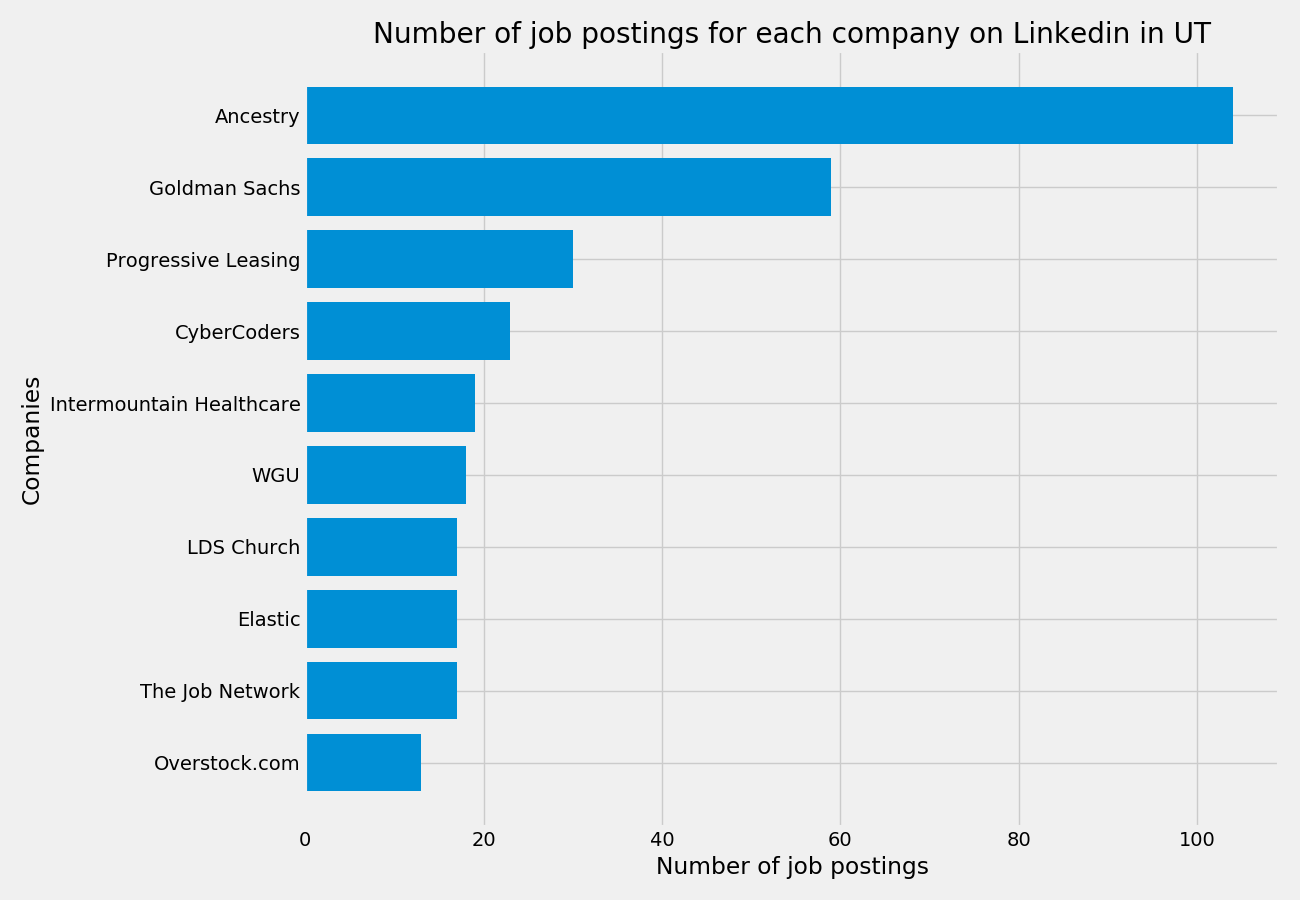 Number of job postings for each company on Linkedin in UT
Ancestry
Goldman Sachs
Progressive Leasing
CyberCoders
Intermountain Healthcare
WGU
LDS Church
Elastic
The Job Network
Overstock.com
Companies
0 20 40 60 80 100
Number of job postings